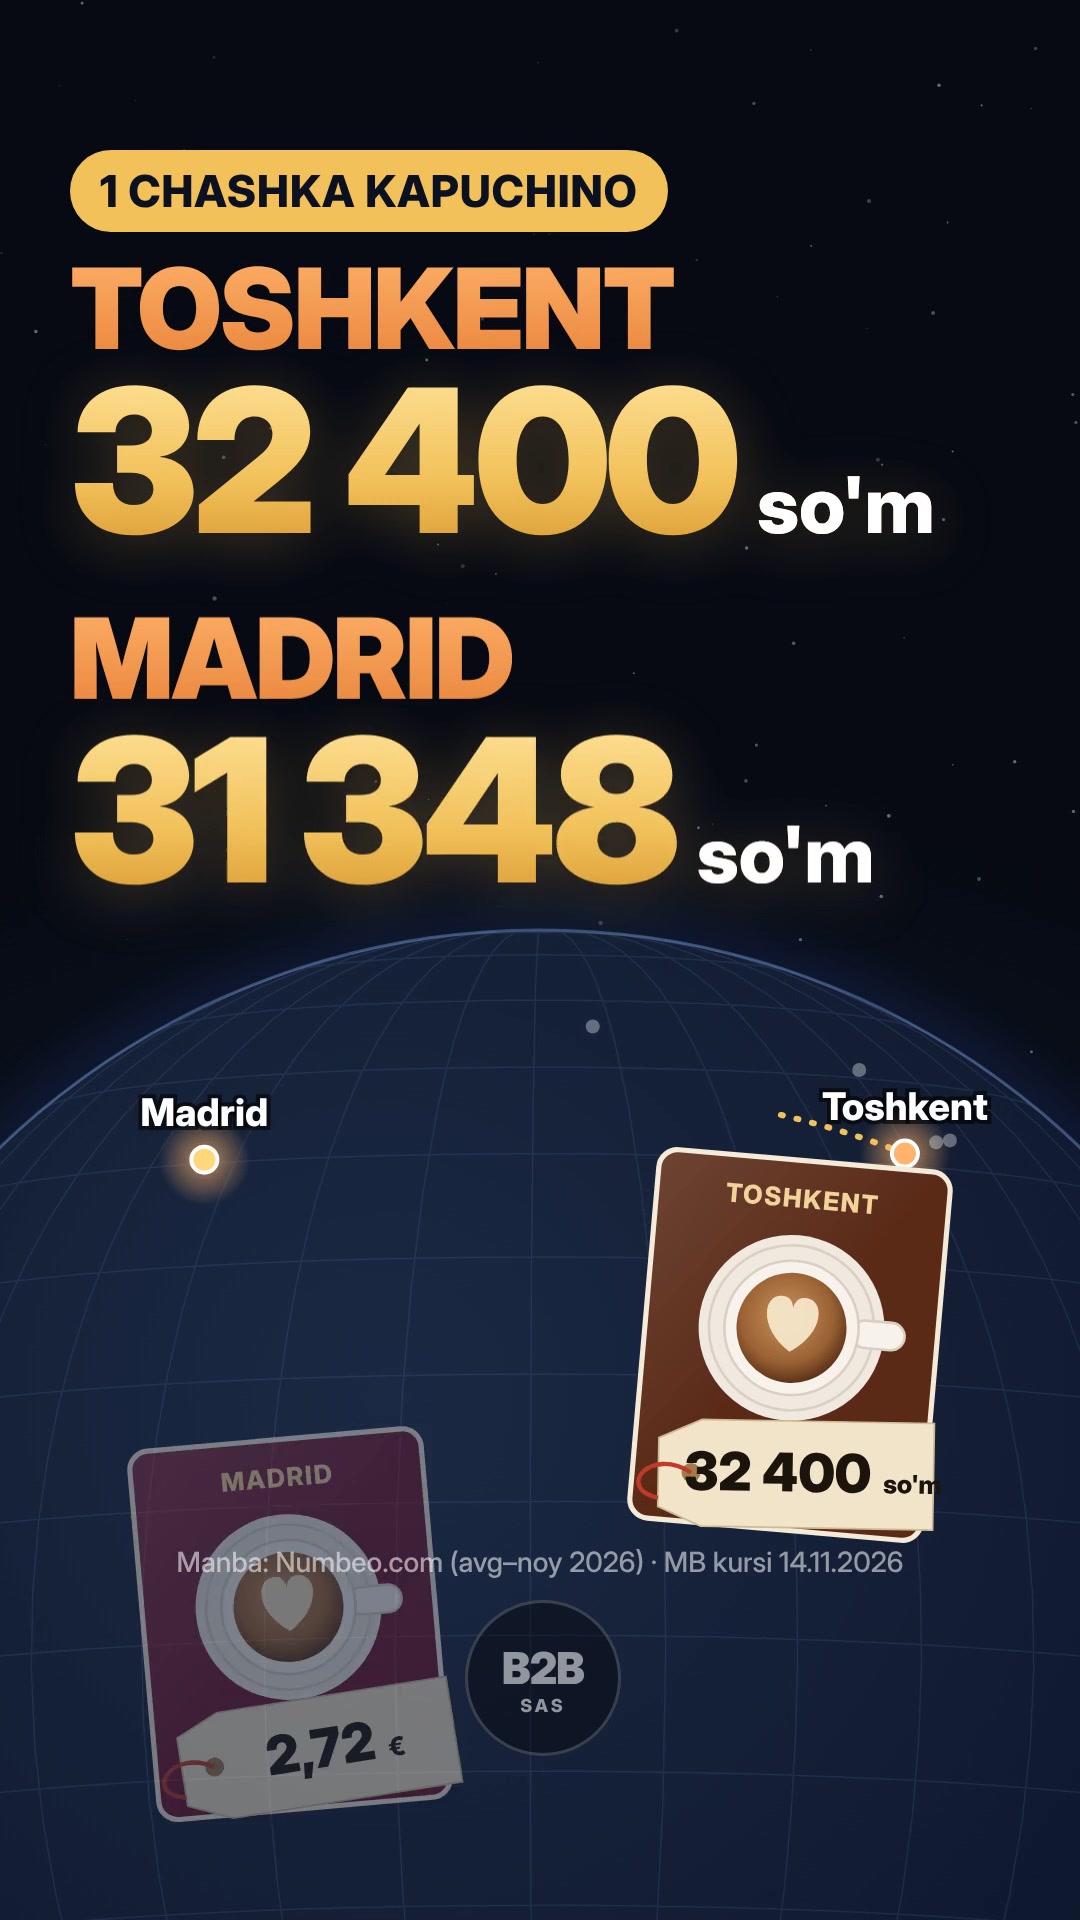 1 CHASHKA KAPUCHINO
TOSHKENT
32 400 so'm
MADRID
31 348 so'm
Madrid
Toshkent
TOSHKENT
32 400 so'm
MADRID
Manba: Numbeo.com (avg–noy 2026) · MB kursi 14.11.2026
B2B
SAS
2,72 €